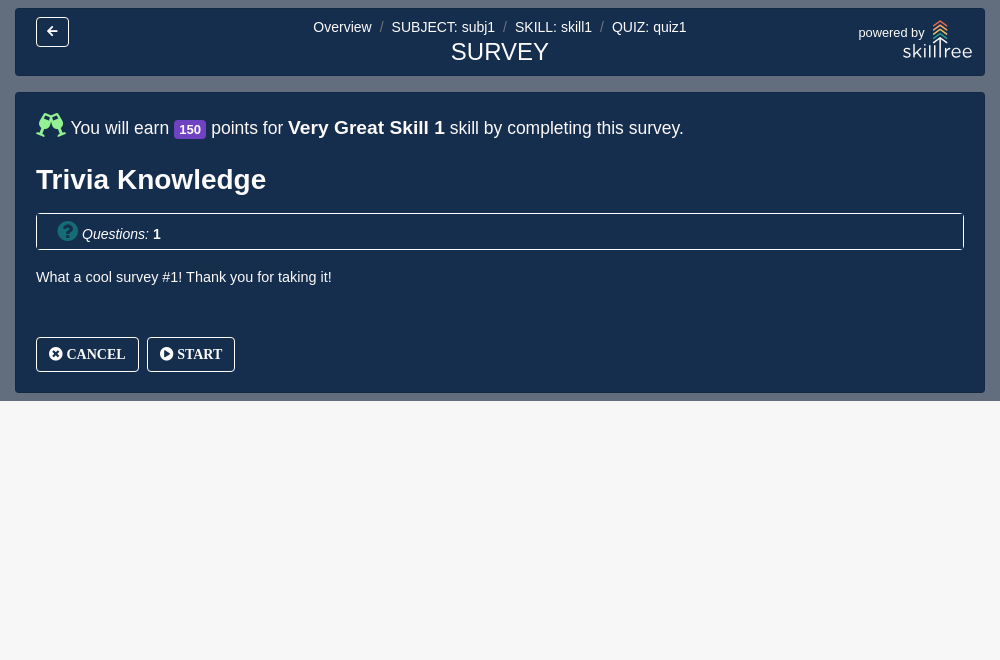 Overview / SUBJECT: subj1 / SKILL: skill1 / QUIZ: quiz1
SURVEY
powered by
skilltree
You will earn 150 points for Very Great Skill 1 skill by completing this survey.
Trivia Knowledge
Questions: 1
What a cool survey #1! Thank you for taking it!
CANCEL
START